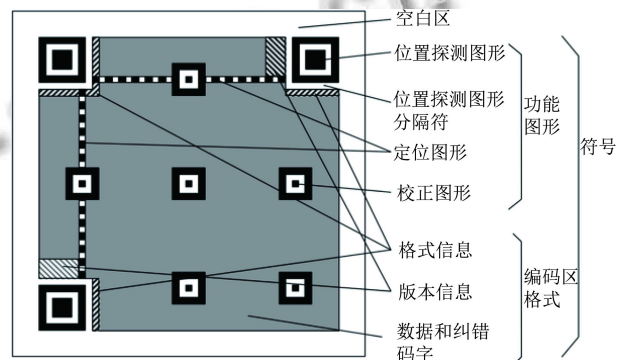 空白区
位置探测图形
位置探测图形
分隔符
功能
图形
定位图形
符号
校正图形
格式信息
编码区
格式
版本信息
数据和纠错
码字